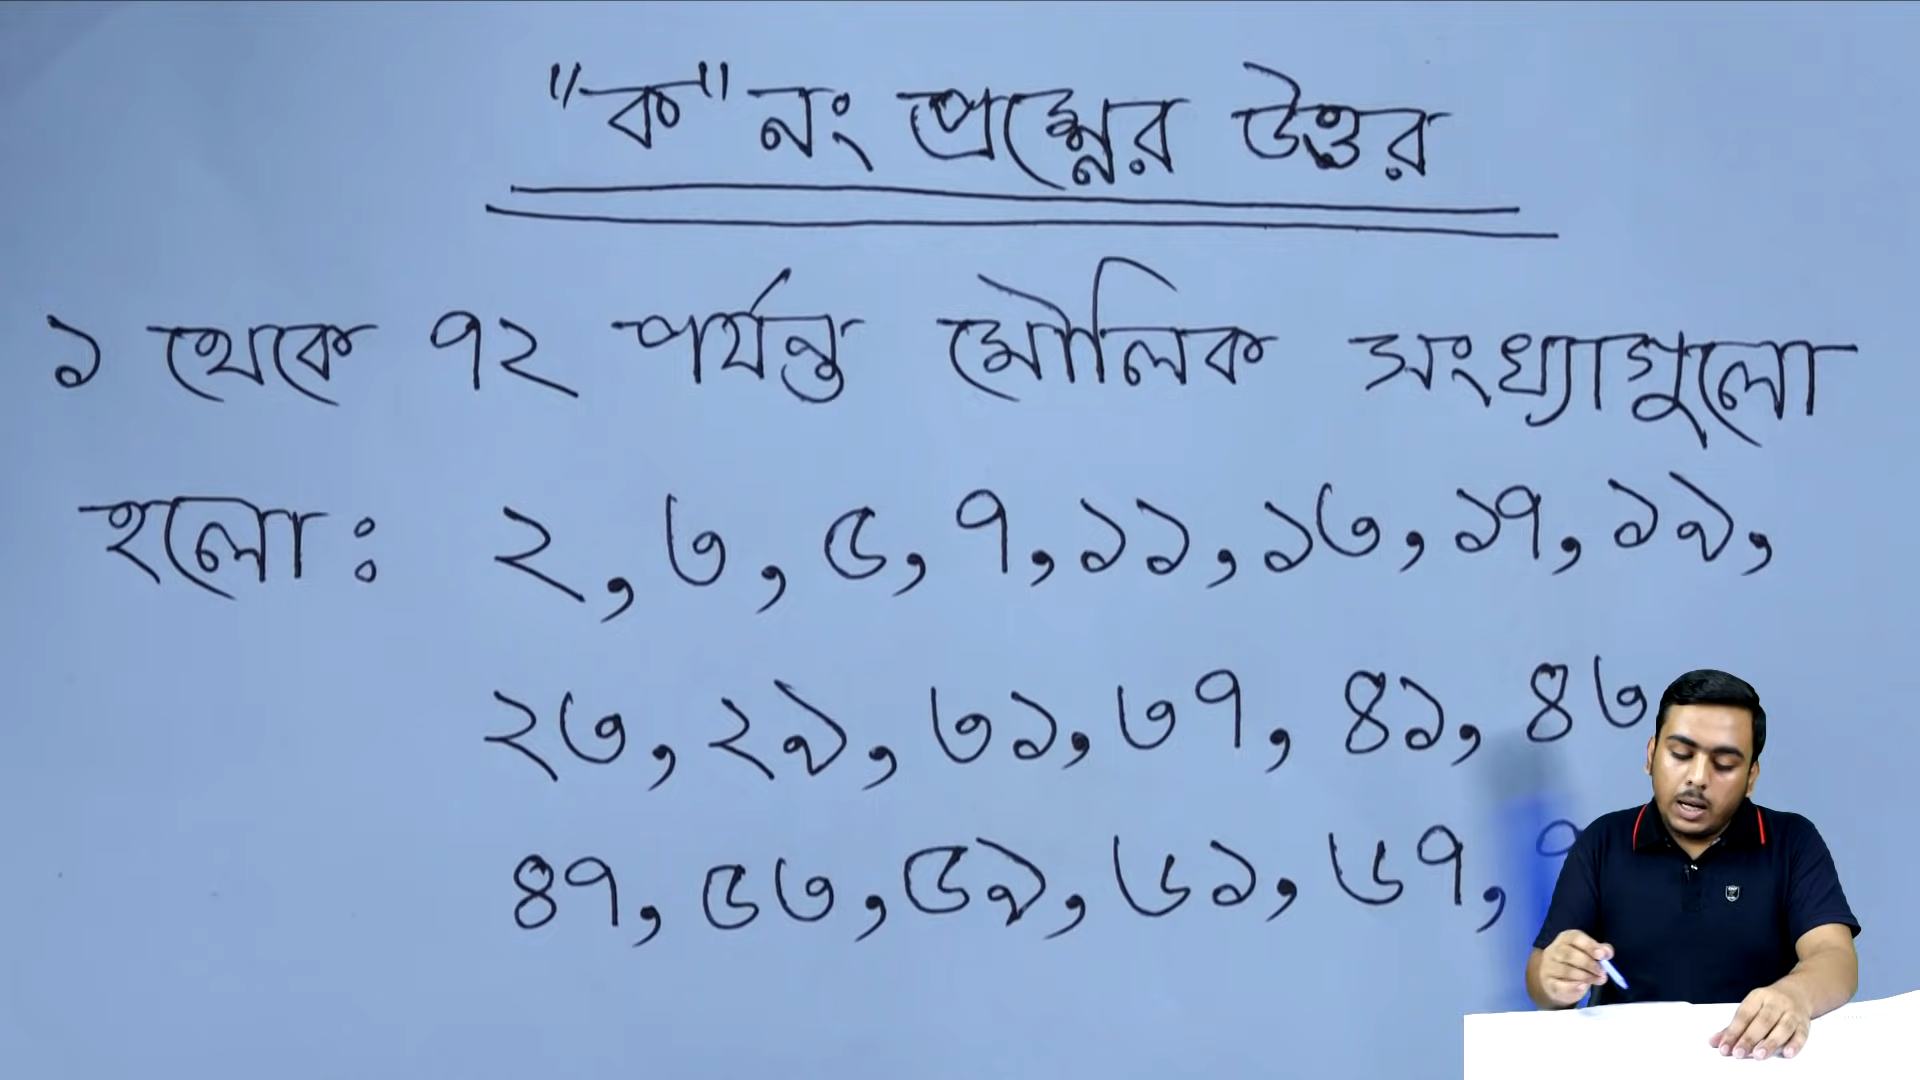 "ক" নং প্রশ্নের উত্তর
১ থেকে ৭২ পর্যন্ত মৌলিক সংখ্যাগুলো
হলো: ২, ৩, ৫, ৭, ১১, ১৩, ১৭, ১৯,
২৩, ২৯, ৩১, ৩৭, ৪১, ৪৩
৪৭, ৫৩, ৫৯, ৬১, ৬৭,